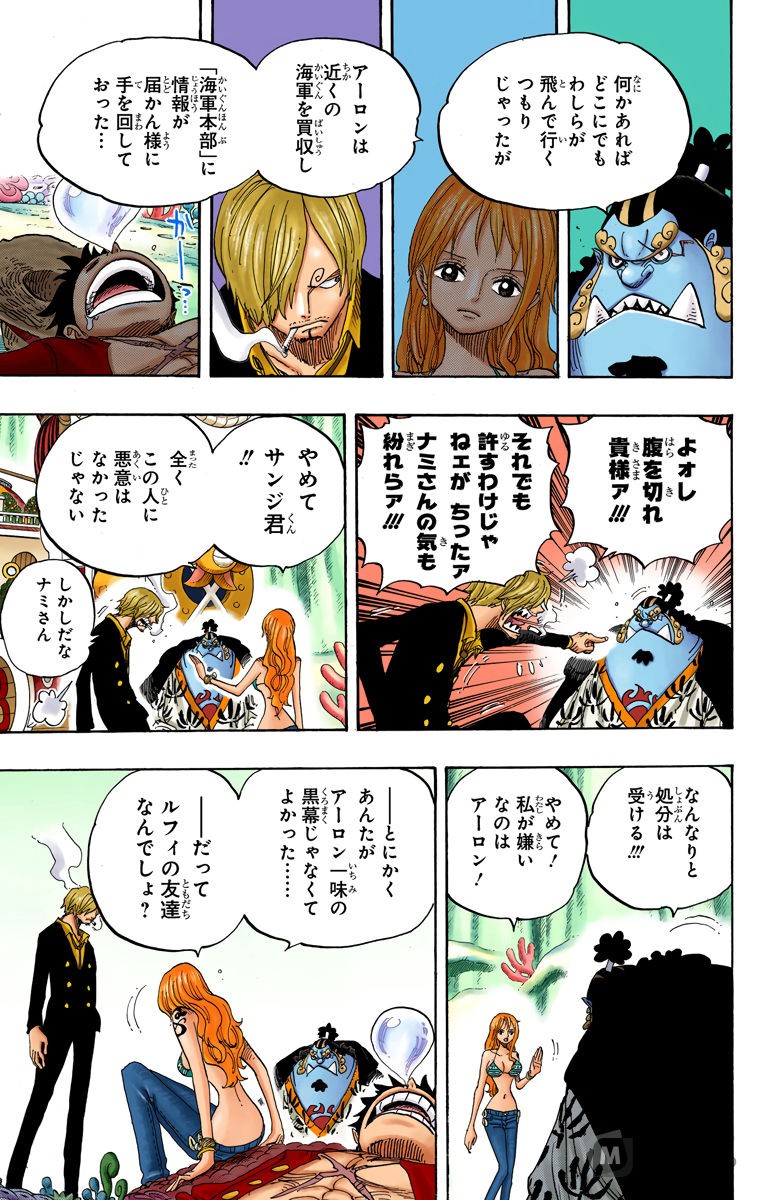 何かあれば
どこにでも
わしらが
飛んで行く
つもり
じゃったが
アーロンは
近くの
海軍を買収し
「海軍本部」に
情報が
届かん様に
手を回して
おった…
かーー…?
よォし
腹を切れ
貴様ァ!!!
それでも
許すわけじゃ
ねェが ちったァ
ナミさんの気も
紛れらァ!!!
やめて
サンジ君
!!
全く
この人に
悪意は
なかった
じゃない
しかしだな
ナミさん
なんなりと
処分は
受ける!!!
やめて!
私が嫌い
なのは
アーロン!
──とにかく
あんたが
アーロン一味の
黒幕じゃなくて
よかった……
──だって
ルフィの友達
なんでしょ?
M